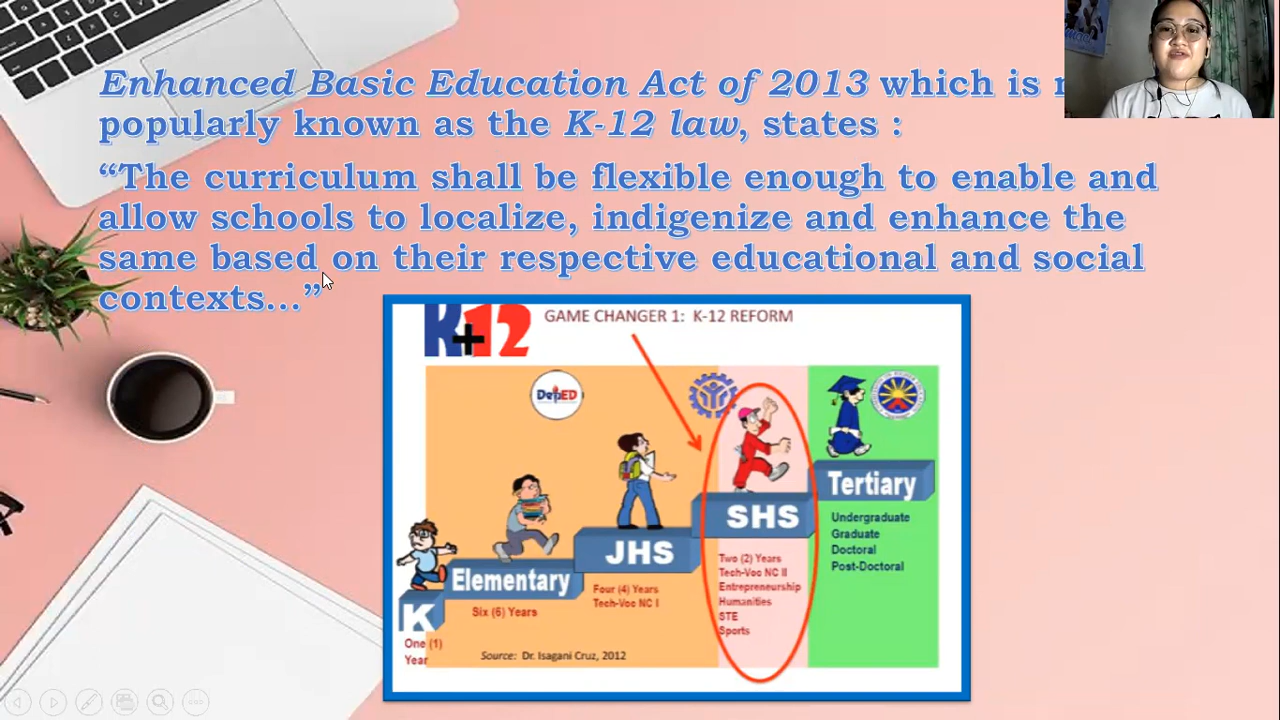 Enhanced Basic Education Act of 2013 which is
popularly known as the K-12 law, states :
“The curriculum shall be flexible enough to enable and
allow schools to localize, indigenize and enhance the
same based on their respective educational and social
contexts...”
K+12
GAME CHANGER 1: K-12 REFORM
DepED
SHS
Tertiary
JHS
Elementary
K
Undergraduate
Graduate
Doctoral
Post-Doctoral
Two (2) Years
Tech-Voc NC II
Entrepreneurship
Humanities
STE
Sports
Four (4) Years
Tech-Voc NC I
Six (6) Years
One (1)
Year
Source: Dr. Isagani Cruz, 2012